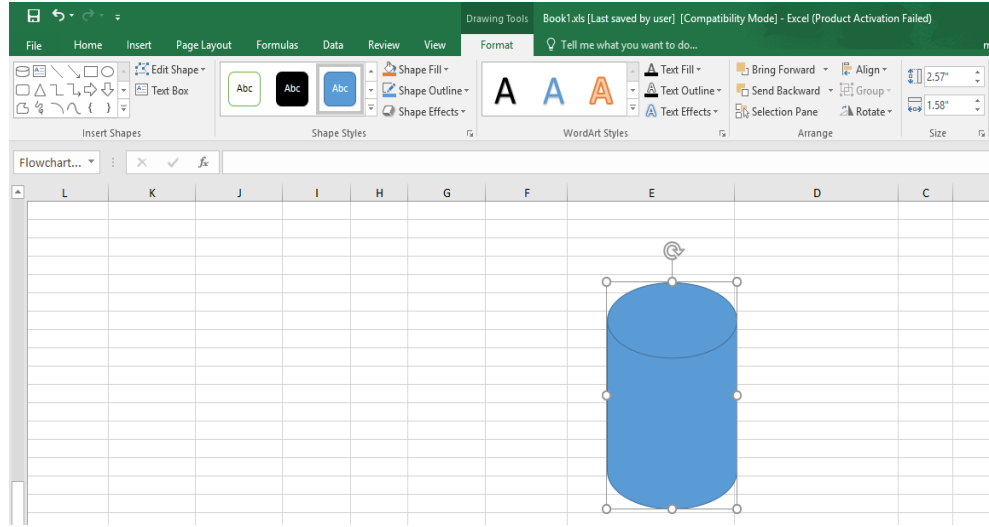 Drawing Tools Book1.xls [Last saved by user] [Compatibility Mode] - Excel (Product Activation Failed)
File Home Insert Page Layout Formulas Data Review View Format Tell me what you want to do...
Edit Shape
Text Box
Insert Shapes
Abc Abc Abc
Shape Fill
Shape Outline
Shape Effects
Shape Styles
A A A
Text Fill
Text Outline
Text Effects
WordArt Styles
Bring Forward Align
Send Backward Group
Selection Pane Rotate
Arrange
2.57"
1.58"
Size
Flowchart... fx
L K J I H G F E D C